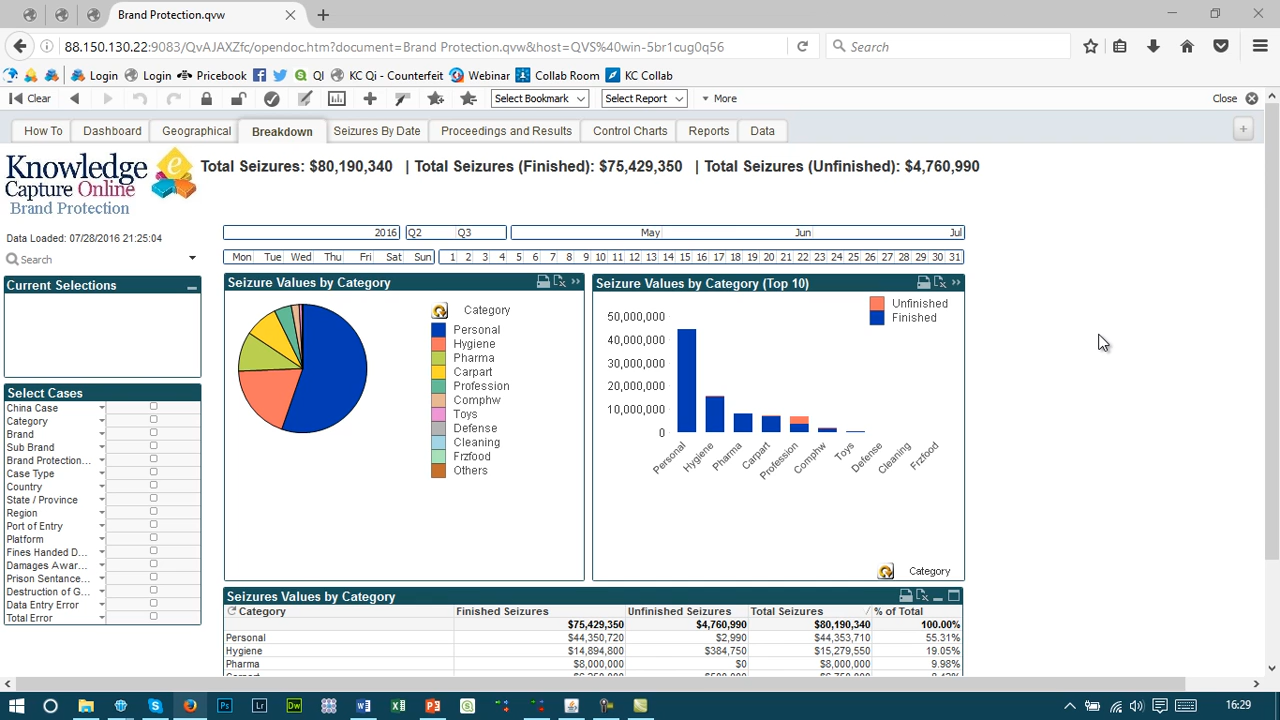 Brand Protection.qvw
88.150.130.22:9083/QvAJAXZfc/opendoc.htm?document=Brand Protection.qvw&host=QVS%40win-5br1cug0q56
Search
Login Login Pricebook QI KC Qi - Counterfeit Webinar Collab Room KC Collab
Clear Select Bookmark Select Report More Close
How To Dashboard Geographical Breakdown Seizures By Date Proceedings and Results Control Charts Reports Data
Knowledge
Capture Online
Brand Protection
Total Seizures: $80,190,340 | Total Seizures (Finished): $75,429,350 | Total Seizures (Unfinished): $4,760,990
Data Loaded: 07/28/2016 21:25:04
Search
2016 Q2 Q3 May Jun Jul
Mon Tue Wed Thu Fri Sat Sun 1 2 3 4 5 6 7 8 9 10 11 12 13 14 15 16 17 18 19 20 21 22 23 24 25 26 27 28 29 30 31
Current Selections
Select Cases
China Case
Category
Brand
Sub Brand
Brand Protection...
Case Type
Country
State / Province
Region
Port of Entry
Platform
Fines Handed D...
Damages Awar...
Prison Sentance...
Destruction of G...
Data Entry Error
Total Error
Seizure Values by Category
Category
Personal
Hygiene
Pharma
Carpart
Profession
Comphw
Toys
Defense
Cleaning
Frzfood
Others
Seizure Values by Category (Top 10)
Unfinished
Finished
50,000,000
40,000,000
30,000,000
20,000,000
10,000,000
0
Personal Hygiene Pharma Carpart Profession Comphw Toys Defense Cleaning Frzfood
Category
Seizures Values by Category
Category Finished Seizures Unfinished Seizures Total Seizures % of Total
$75,429,350 $4,760,990 $80,190,340 100.00%
Personal $44,350,720 $2,990 $44,353,710 55.31%
Hygiene $14,894,800 $384,750 $15,279,550 19.05%
Pharma $8,000,000 $0 $8,000,000 9.98%
16:29